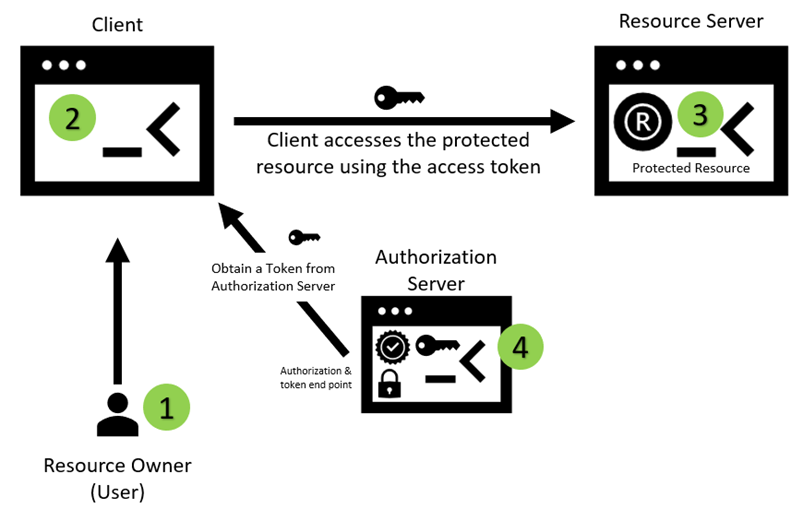 Client
Resource Server
2
Client accesses the protected
resource using the access token
®
3
Protected Resource
Obtain a Token from
Authorization Server
Authorization
Server
4
Authorization &
token end point
1
Resource Owner
(User)